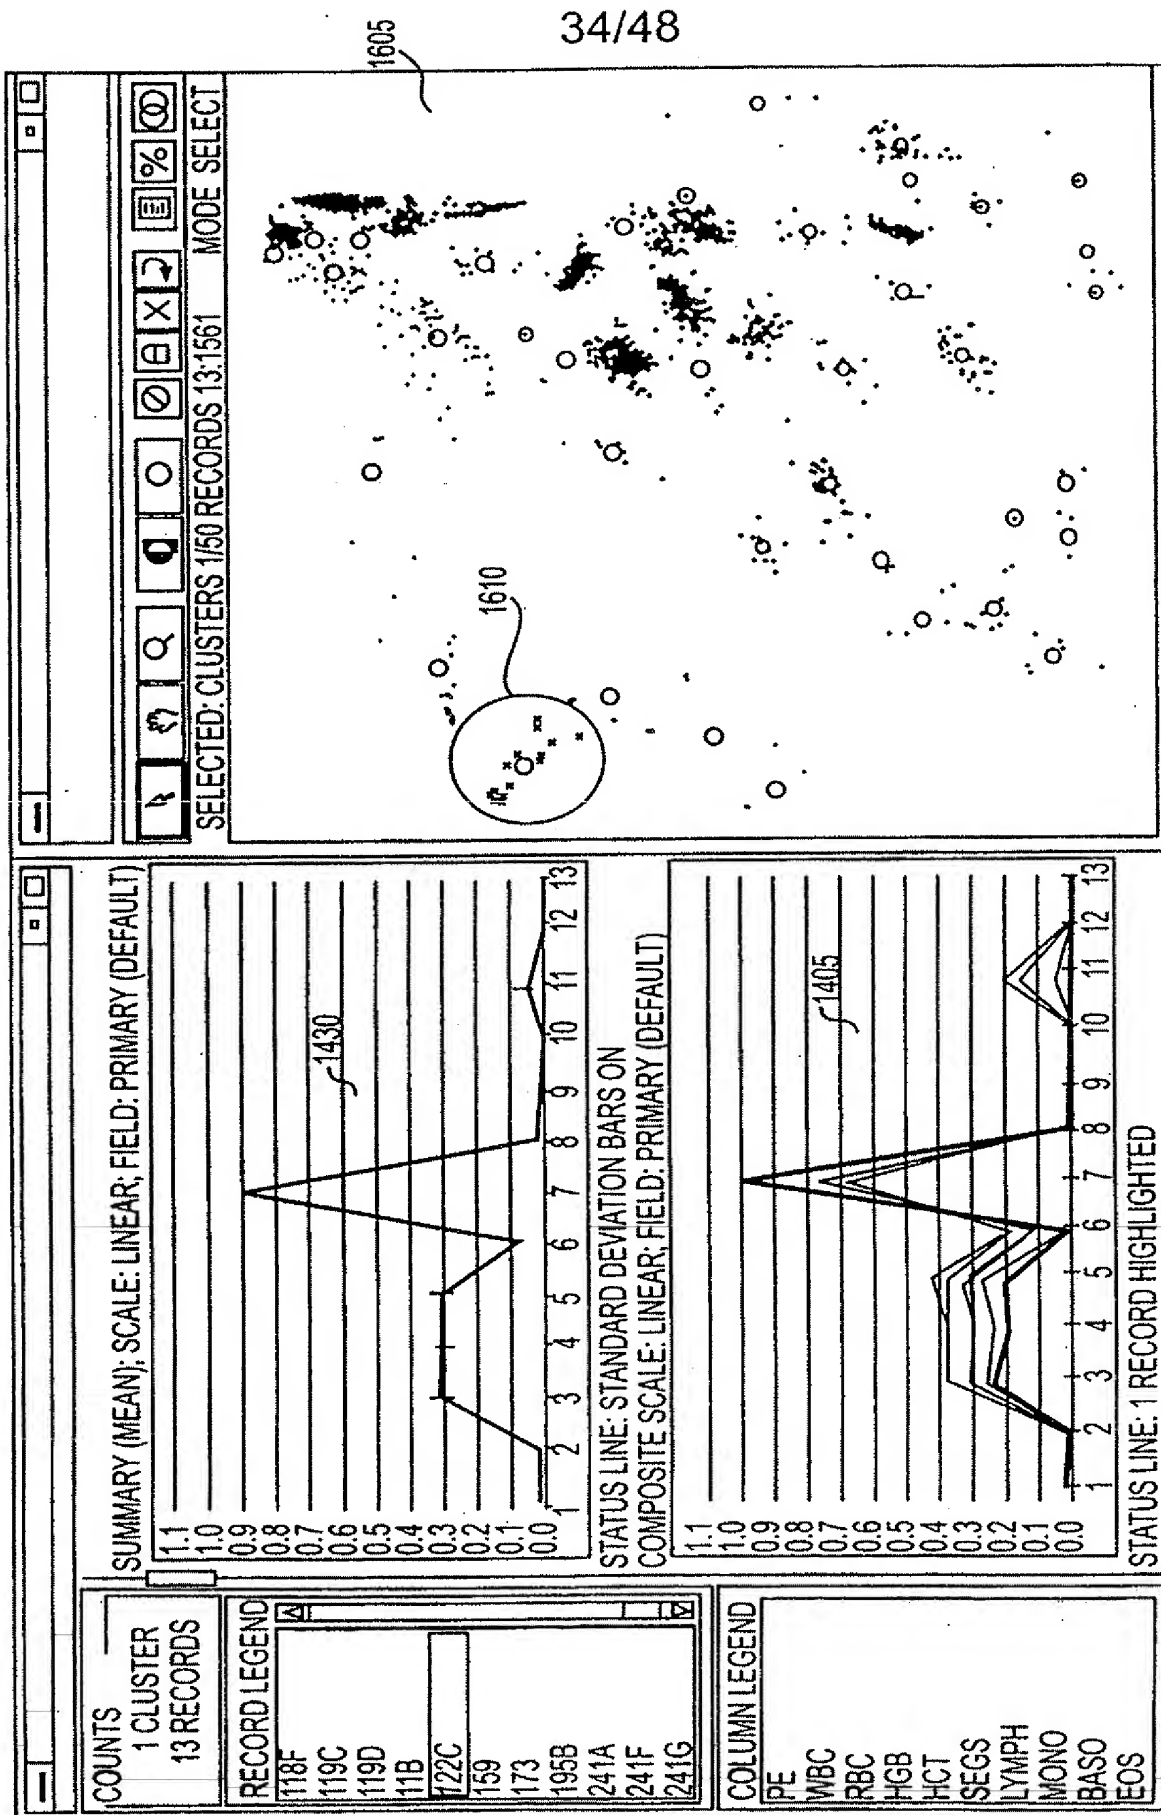 34/48
COUNTS
1 CLUSTER
13 RECORDS
RECORD LEGEND
118F
119C
119D
11B
122C
159
173
195B
241A
241F
241G
COLUMN LEGEND
PE
WBC
RBC
HGB
HCT
SEGS
LYMPH
MONO
BASO
EOS
SUMMARY (MEAN); SCALE: LINEAR; FIELD: PRIMARY (DEFAULT)
1.1
1.0
0.9
0.8
0.7
0.6
0.5
0.4
0.3
0.2
0.1
0.0
1 2 3 4 5 6 7 8 9 10 11 12 13
1430
STATUS LINE: STANDARD DEVIATION BARS ON
COMPOSITE SCALE: LINEAR; FIELD: PRIMARY (DEFAULT)
1.1
1.0
0.9
0.8
0.7
0.6
0.5
0.4
0.3
0.2
0.1
0.0
1 2 3 4 5 6 7 8 9 10 11 12 13
1405
STATUS LINE: 1 RECORD HIGHLIGHTED
%
SELECTED: CLUSTERS 1/50 RECORDS 13:1561 MODE SELECT
1605
1610